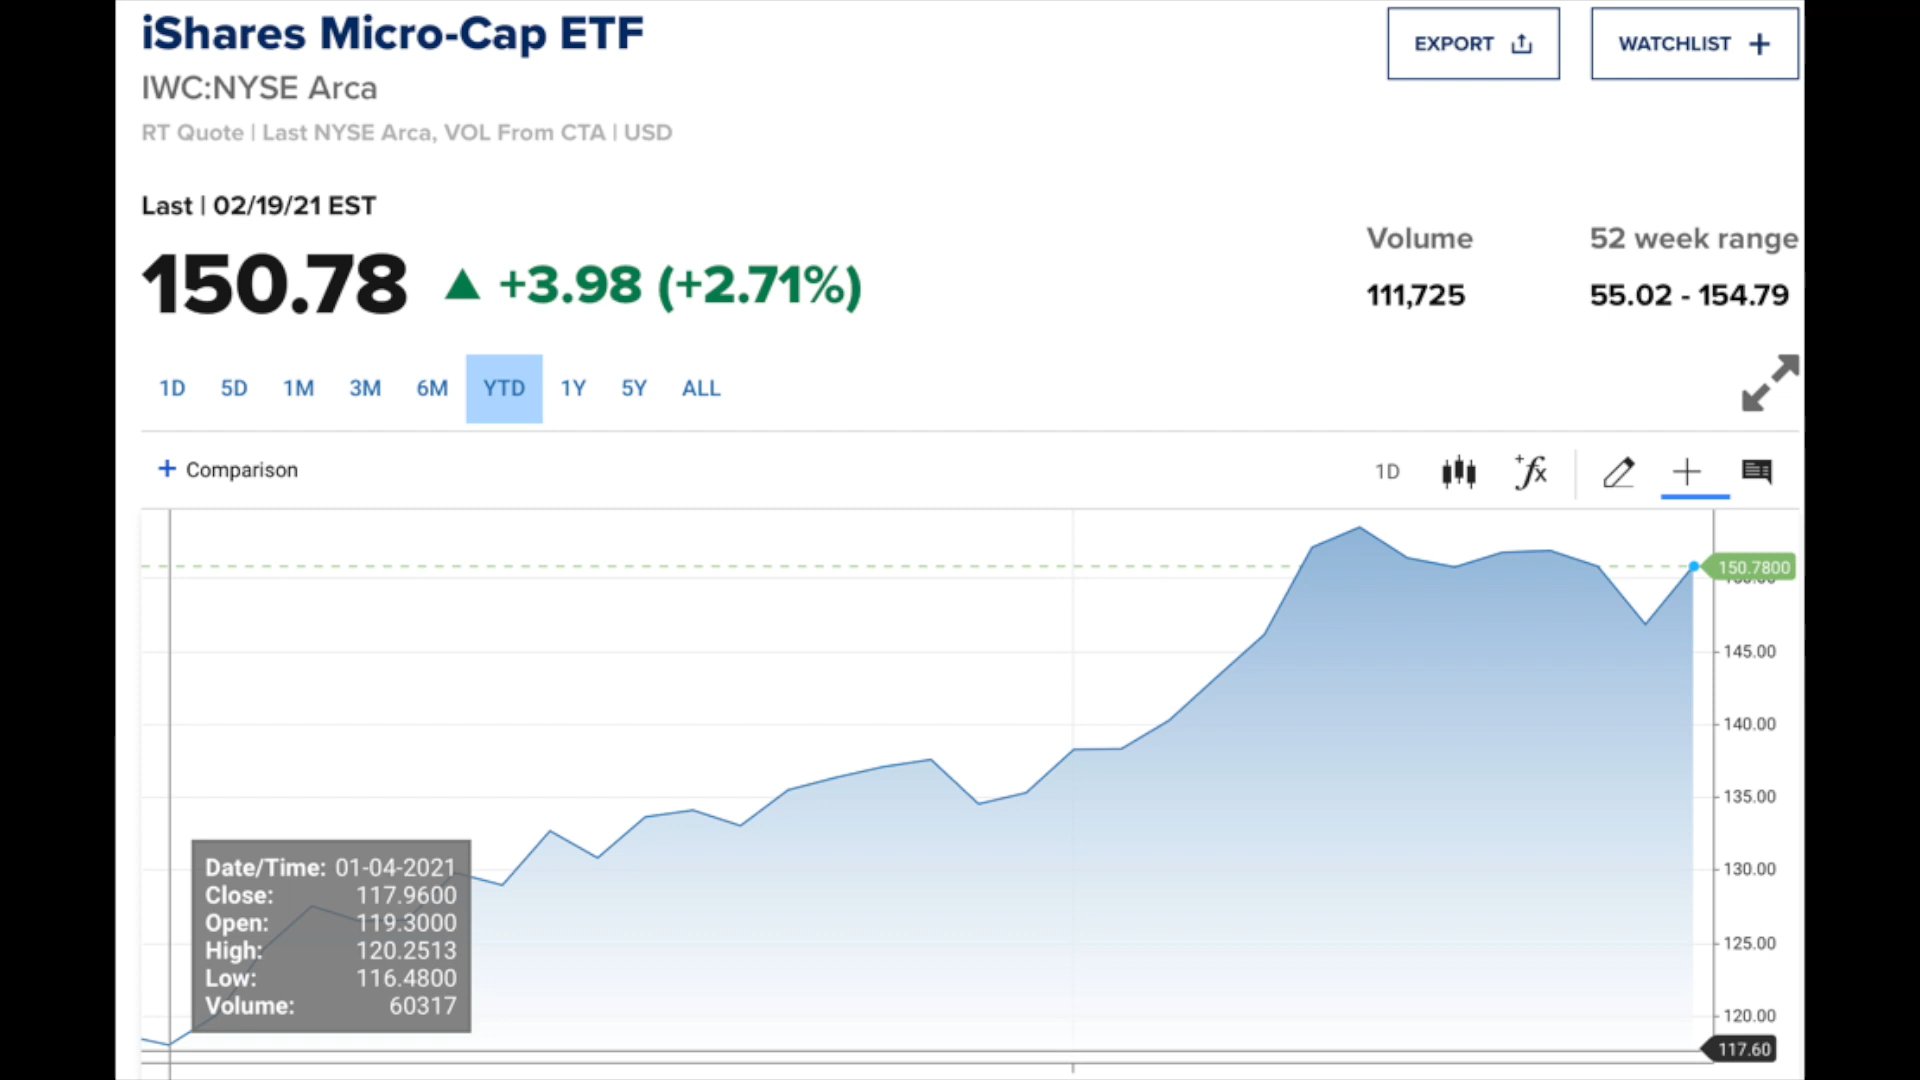 iShares Micro-Cap ETF
EXPORT
WATCHLIST +
IWC:NYSE Arca
RT Quote | Last NYSE Arca, VOL From CTA | USD
Last | 02/19/21 EST
150.78 ▲ +3.98 (+2.71%)
Volume
52 week range
111,725
55.02 - 154.79
1D 5D 1M 3M 6M YTD 1Y 5Y ALL
+ Comparison
1D
+fx
150.7800
145.00
140.00
135.00
130.00
125.00
120.00
117.60
Date/Time: 01-04-2021
Close: 117.9600
Open: 119.3000
High: 120.2513
Low: 116.4800
Volume: 60317